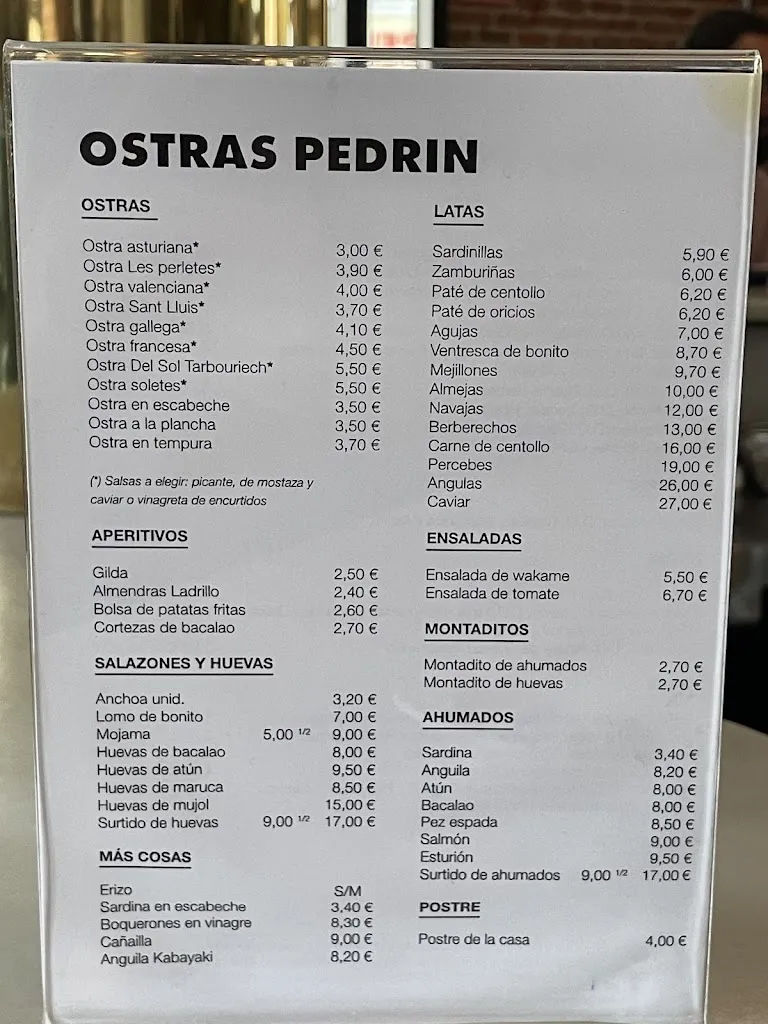 OSTRAS PEDRIN
OSTRAS
Ostra asturiana* 3,00 €
Ostra Les perletes* 3,90 €
Ostra valenciana* 4,00 €
Ostra Sant Lluis* 3,70 €
Ostra gallega* 4,10 €
Ostra francesa* 4,50 €
Ostra Del Sol Tarbouriech* 5,50 €
Ostra soletes* 5,50 €
Ostra en escabeche 3,50 €
Ostra a la plancha 3,50 €
Ostra en tempura 3,70 €
(*) Salsas a elegir: picante, de mostaza y
caviar o vinagreta de encurtidos
APERITIVOS
Gilda 2,50 €
Almendras Ladrillo 2,40 €
Bolsa de patatas fritas 2,60 €
Cortezas de bacalao 2,70 €
SALAZONES Y HUEVAS
Anchoa unid. 3,20 €
Lomo de bonito 7,00 €
Mojama 5,00 1/2 9,00 €
Huevas de bacalao 8,00 €
Huevas de atún 9,50 €
Huevas de maruca 8,50 €
Huevas de mujol 15,00 €
Surtido de huevas 9,00 1/2 17,00 €
MÁS COSAS
Erizo S/M
Sardina en escabeche 3,40 €
Boquerones en vinagre 8,30 €
Cañailla 9,00 €
Anguila Kabayaki 8,20 €
LATAS
Sardinillas 5,90 €
Zamburiñas 6,00 €
Paté de centollo 6,20 €
Paté de oricios 6,20 €
Agujas 7,00 €
Ventresca de bonito 8,70 €
Mejillones 9,70 €
Almejas 10,00 €
Navajas 12,00 €
Berberechos 13,00 €
Carne de centollo 16,00 €
Percebes 19,00 €
Angulas 26,00 €
Caviar 27,00 €
ENSALADAS
Ensalada de wakame 5,50 €
Ensalada de tomate 6,70 €
MONTADITOS
Montadito de ahumados 2,70 €
Montadito de huevas 2,70 €
AHUMADOS
Sardina 3,40 €
Anguila 8,20 €
Atún 8,00 €
Bacalao 8,00 €
Pez espada 8,50 €
Salmón 9,00 €
Esturión 9,50 €
Surtido de ahumados 9,00 1/2 17,00 €
POSTRE
Postre de la casa 4,00 €